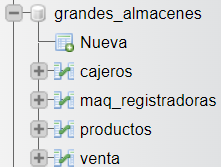 grandes_almacenes
Nueva
cajeros
maq_registradoras
productos
venta